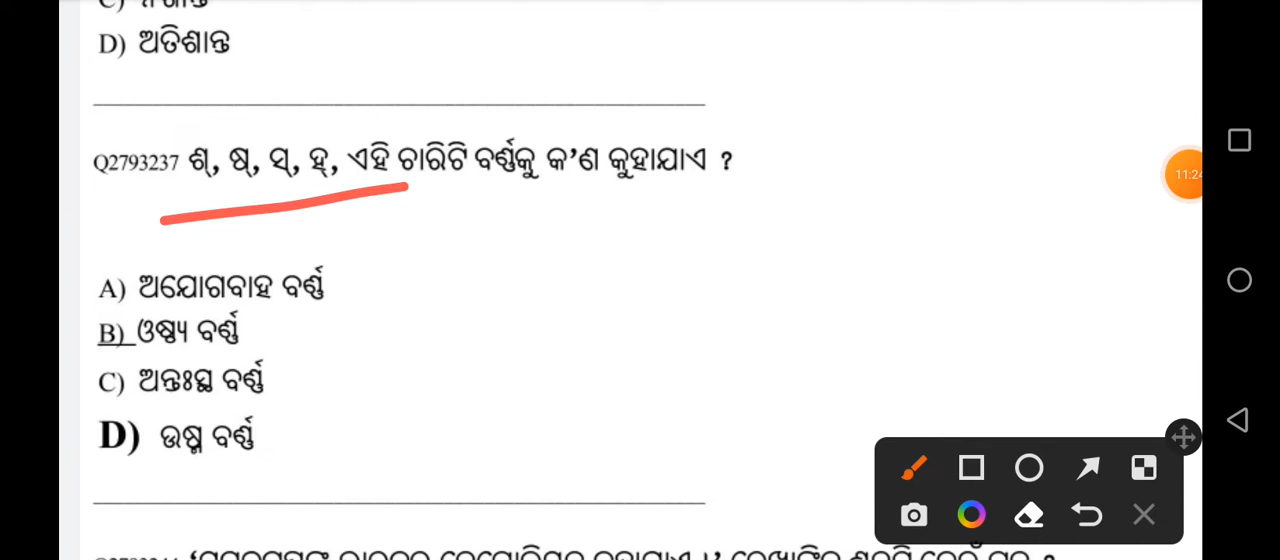 D) ଅତିଶାନ୍ତ
Q2793237 ଶ୍, ଷ୍, ସ୍, ହ୍, ଏହି ଚାରିଟି ବର୍ଣ୍ଣକୁ କ'ଣ କୁହାଯାଏ ?
11:24
A) ଅଯୋଗବାହ ବର୍ଣ୍ଣ
B) ଓଷ୍ଠ୍ୟ ବର୍ଣ୍ଣ
C) ଅନ୍ତଃସ୍ଥ ବର୍ଣ୍ଣ
D) ଉଷ୍ମ ବର୍ଣ୍ଣ